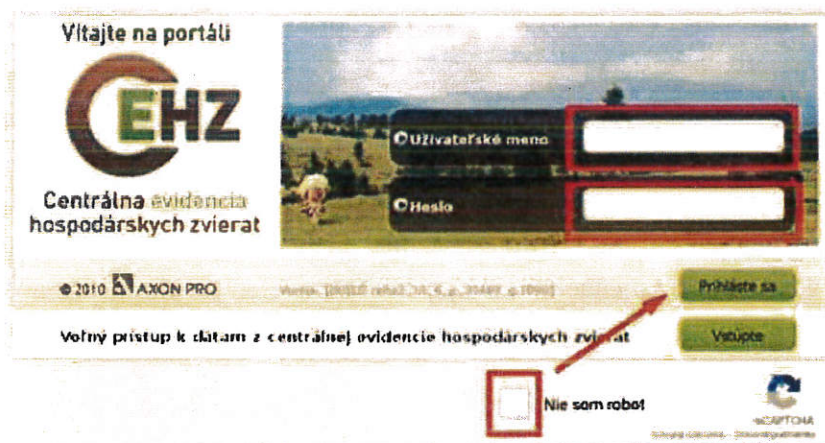 Vítajte na portáli
CEHZ
Centrálna evidencia
hospodárskych zvierat
Užívateľské meno
Heslo
© 2010 AXON PRO
Prihláste sa
Voľný prístup k dátam z centrálnej evidencie hospodárskych zvierat
Vstúpte
Nie som robot
reCAPTCHA